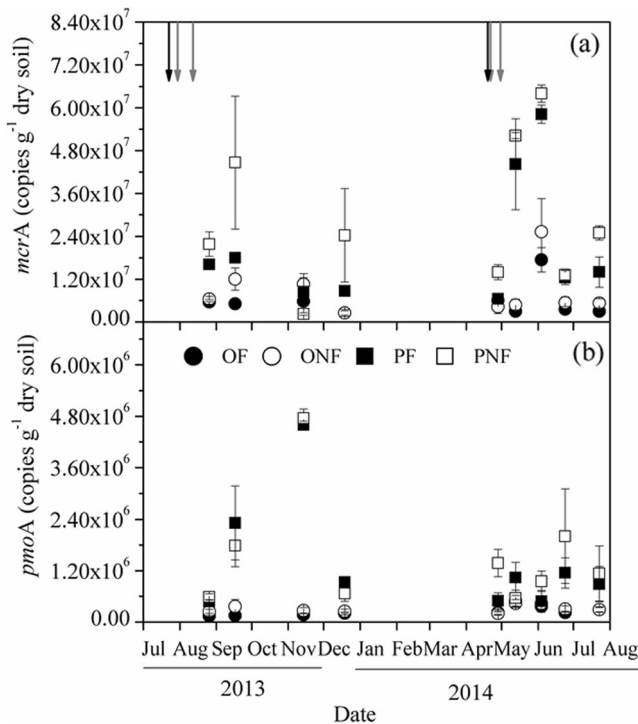 8.40x10⁷
7.20x10⁷
6.00x10⁷
4.80x10⁷
3.60x10⁷
2.40x10⁷
1.20x10⁷
0.00
mcrA (copies g⁻¹ dry soil)
(a)
(b)
OF ONF PF PNF
6.00x10⁶
4.80x10⁶
3.60x10⁶
2.40x10⁶
1.20x10⁶
0.00
pmoA (copies g⁻¹ dry soil)
Jul Aug Sep Oct Nov Dec Jan Feb Mar Apr May Jun Jul Aug
2013 2014
Date